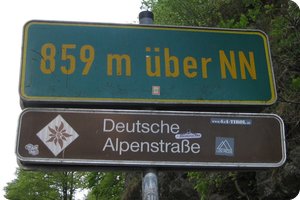 859 m über NN
Deutsche
Alpenstraße